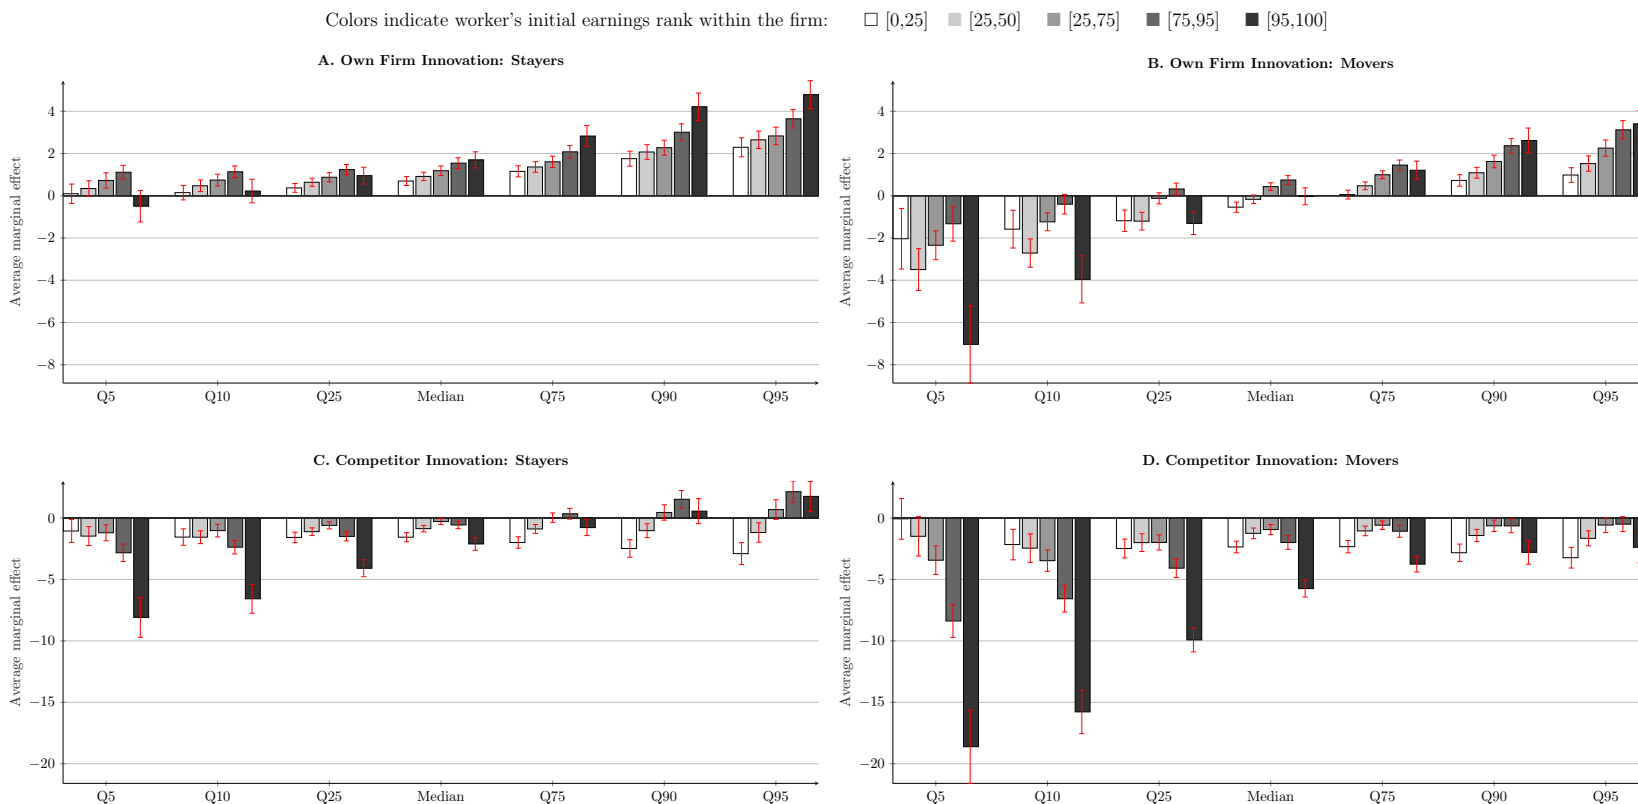 Colors indicate worker's initial earnings rank within the firm: [0,25] [25,50] [25,75] [75,95] [95,100]
A. Own Firm Innovation: Stayers
Average marginal effect
4
2
0
−2
−4
−6
−8
Q5 Q10 Q25 Median Q75 Q90 Q95
B. Own Firm Innovation: Movers
Average marginal effect
4
2
0
−2
−4
−6
−8
Q5 Q10 Q25 Median Q75 Q90 Q95
C. Competitor Innovation: Stayers
Average marginal effect
0
−5
−10
−15
−20
Q5 Q10 Q25 Median Q75 Q90 Q95
D. Competitor Innovation: Movers
Average marginal effect
0
−5
−10
−15
−20
Q5 Q10 Q25 Median Q75 Q90 Q95